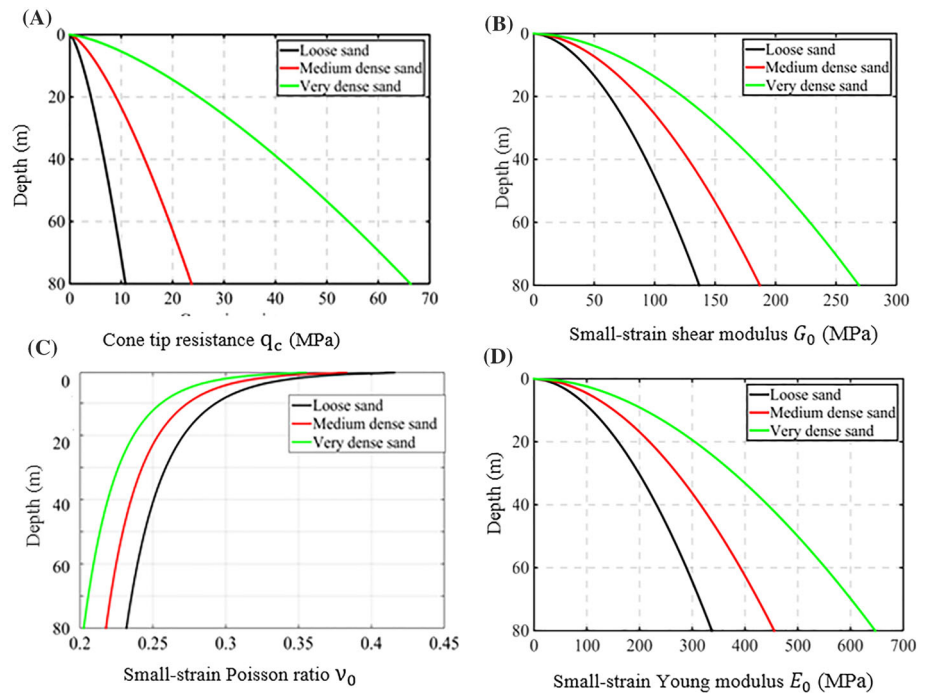 (A)
0
20
40
60
80
Depth (m)
Loose sand
Medium dense sand
Very dense sand
0 10 20 30 40 50 60 70
Cone tip resistance qc (MPa)
(B)
0
20
40
60
80
Depth (m)
Loose sand
Medium dense sand
Very dense sand
0 50 100 150 200 250 300
Small-strain shear modulus G0 (MPa)
(C)
0
20
40
60
80
Depth (m)
Loose sand
Medium dense sand
Very dense sand
0.2 0.25 0.3 0.35 0.4 0.45
Small-strain Poisson ratio ν0
(D)
0
20
40
60
80
Depth (m)
Loose sand
Medium dense sand
Very dense sand
0 100 200 300 400 500 600 700
Small-strain Young modulus E0 (MPa)